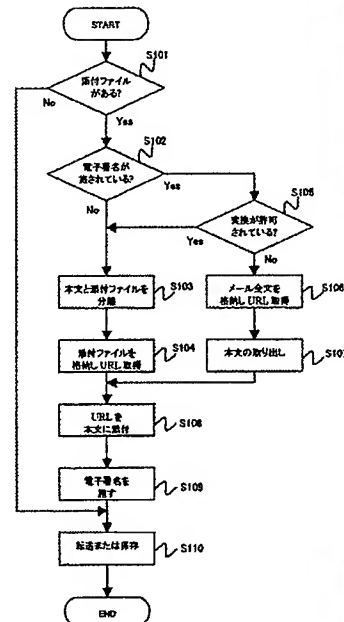 START
S101
添付ファイル
がある?
No
Yes
S102
電子署名が
施されている?
Yes
No
S105
変換が許可
されている?
Yes
No
本文と添付ファイルを
分離
S103
メール全文を
格納しURL取得
S106
添付ファイルを
格納しURL取得
S104
本文の取り出し
S107
URLを
本文に添付
S108
電子署名を
施す
S109
転送または保存
S110
END